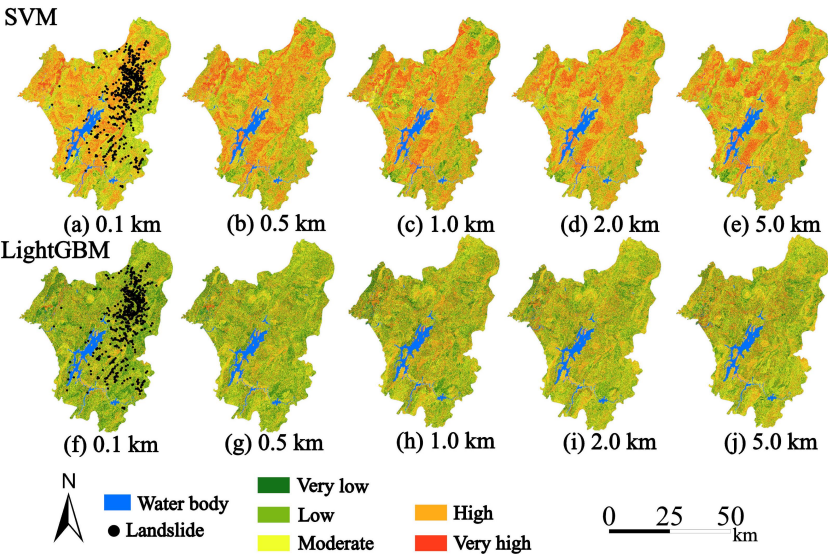 SVM
(a) 0.1 km (b) 0.5 km (c) 1.0 km (d) 2.0 km (e) 5.0 km
LightGBM
(f) 0.1 km (g) 0.5 km (h) 1.0 km (i) 2.0 km (j) 5.0 km
N
Water body
Landslide
Very low
Low
Moderate
High
Very high
0 25 50
km